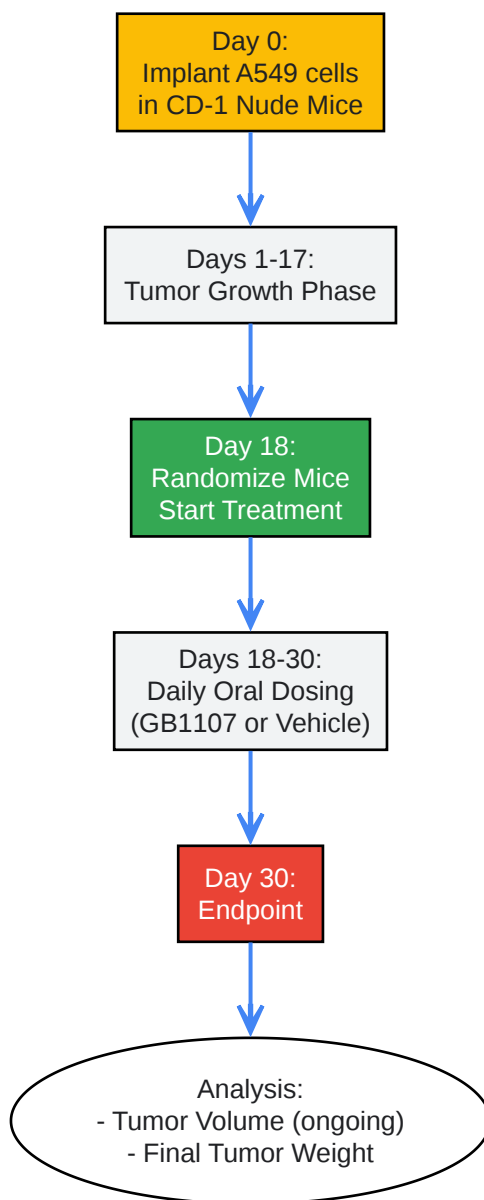 Day 0:
Implant A549 cells
in CD-1 Nude Mice
Days 1-17:
Tumor Growth Phase
Day 18:
Randomize Mice
Start Treatment
Days 18-30:
Daily Oral Dosing
(GB1107 or Vehicle)
Day 30:
Endpoint
Analysis:
- Tumor Volume (ongoing)
- Final Tumor Weight